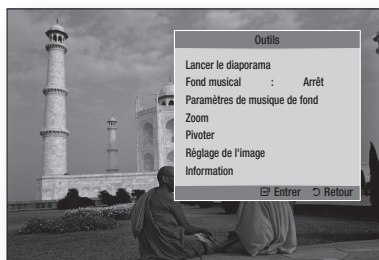 Outils
Lancer le diaporama
Fond musical : Arrêt
Paramètres de musique de fond
Zoom
Pivoter
Réglage de l'image
Information
Entrer Retour